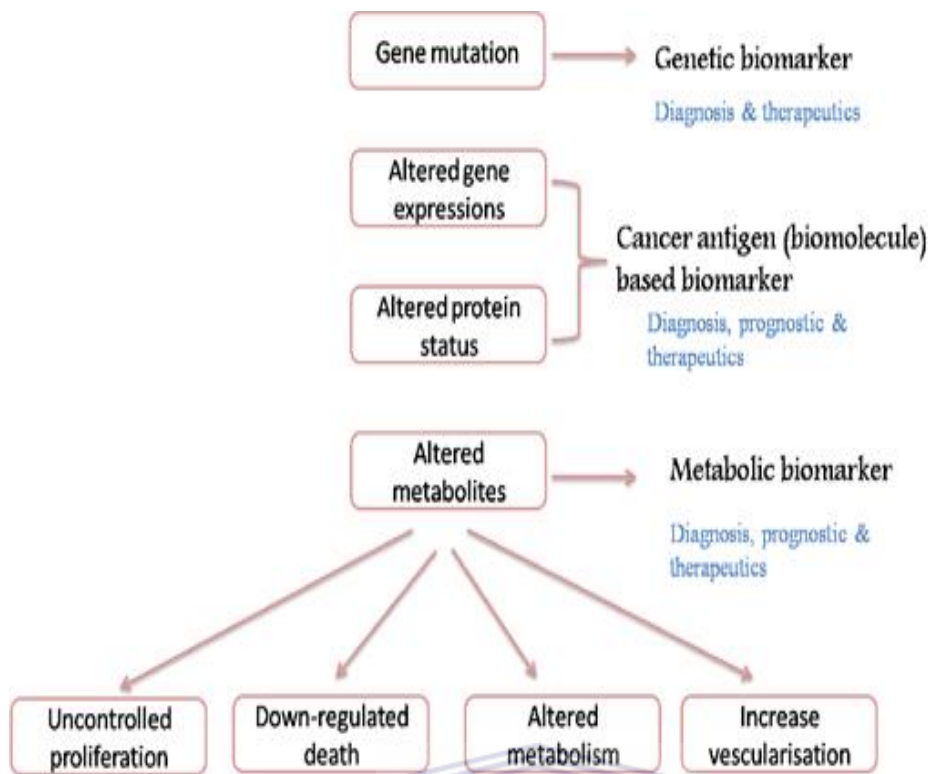 Gene mutation
Genetic biomarker
Diagnosis & therapeutics
Altered gene
expressions
Cancer antigen (biomolecule)
based biomarker
Altered protein
status
Diagnosis, prognostic &
therapeutics
Altered
metabolites
Metabolic biomarker
Diagnosis, prognostic &
therapeutics
Uncontrolled
proliferation
Down-regulated
death
Altered
metabolism
Increase
vescularisation